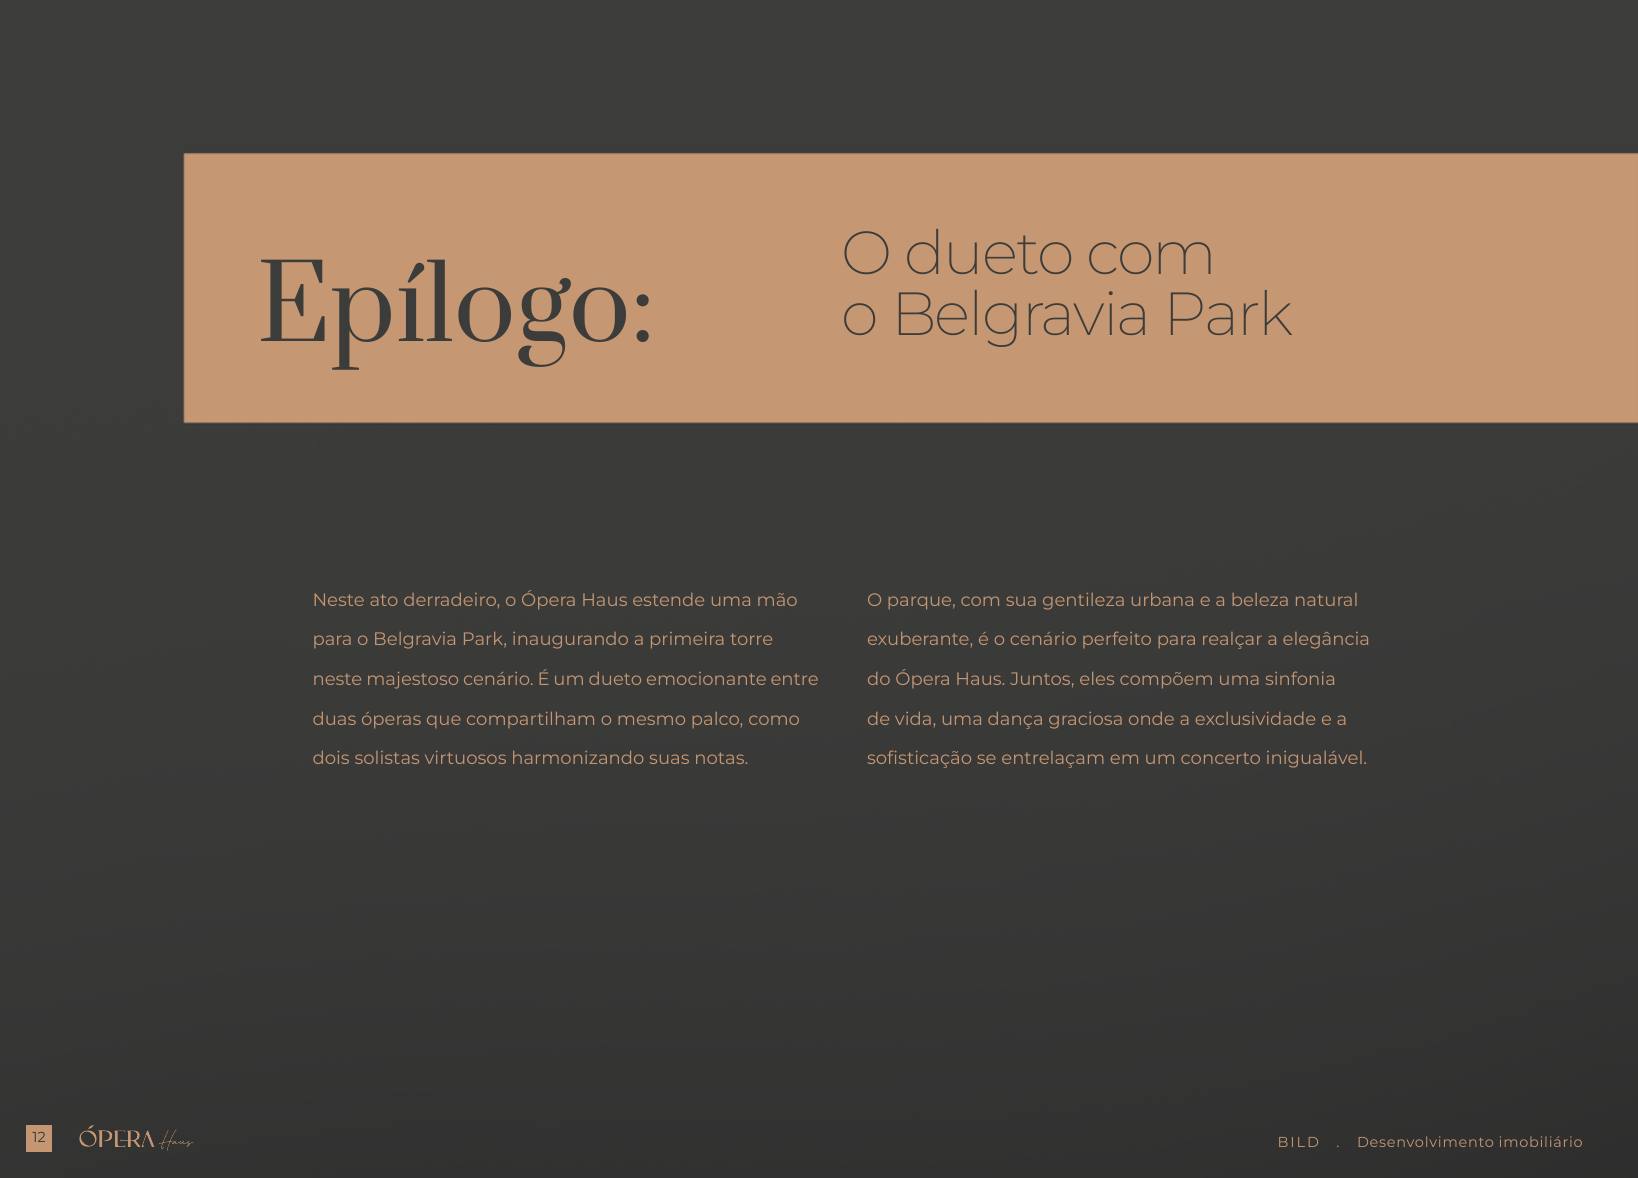 Epílogo:
O dueto com
o Belgravia Park
Neste ato derradeiro, o Ópera Haus estende uma mão
para o Belgravia Park, inaugurando a primeira torre
neste majestoso cenário. É um dueto emocionante entre
duas óperas que compartilham o mesmo palco, como
dois solistas virtuosos harmonizando suas notas.
O parque, com sua gentileza urbana e a beleza natural
exuberante, é o cenário perfeito para realçar a elegância
do Ópera Haus. Juntos, eles compõem uma sinfonia
de vida, uma dança graciosa onde a exclusividade e a
sofisticação se entrelaçam em um concerto inigualável.
12
ÓPERA Haus
BILD . Desenvolvimento imobiliário